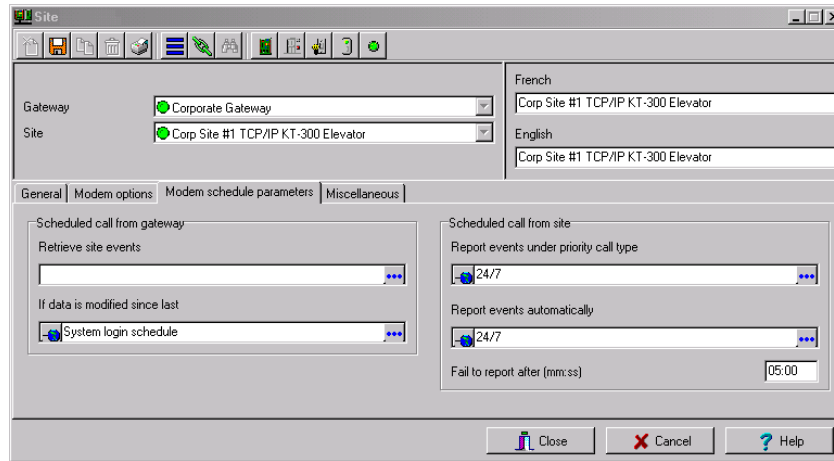 Site
French
Gateway
Corporate Gateway
Corp Site #1 TCP/IP KT-300 Elevator
Site
Corp Site #1 TCP/IP KT-300 Elevator
English
Corp Site #1 TCP/IP KT-300 Elevator
General
Modem options
Modem schedule parameters
Miscellaneous
Scheduled call from gateway
Retrieve site events
If data is modified since last
System login schedule
Scheduled call from site
Report events under priority call type
24/7
Report events automatically
24/7
Fail to report after (mm:ss)
05:00
Close
Cancel
Help